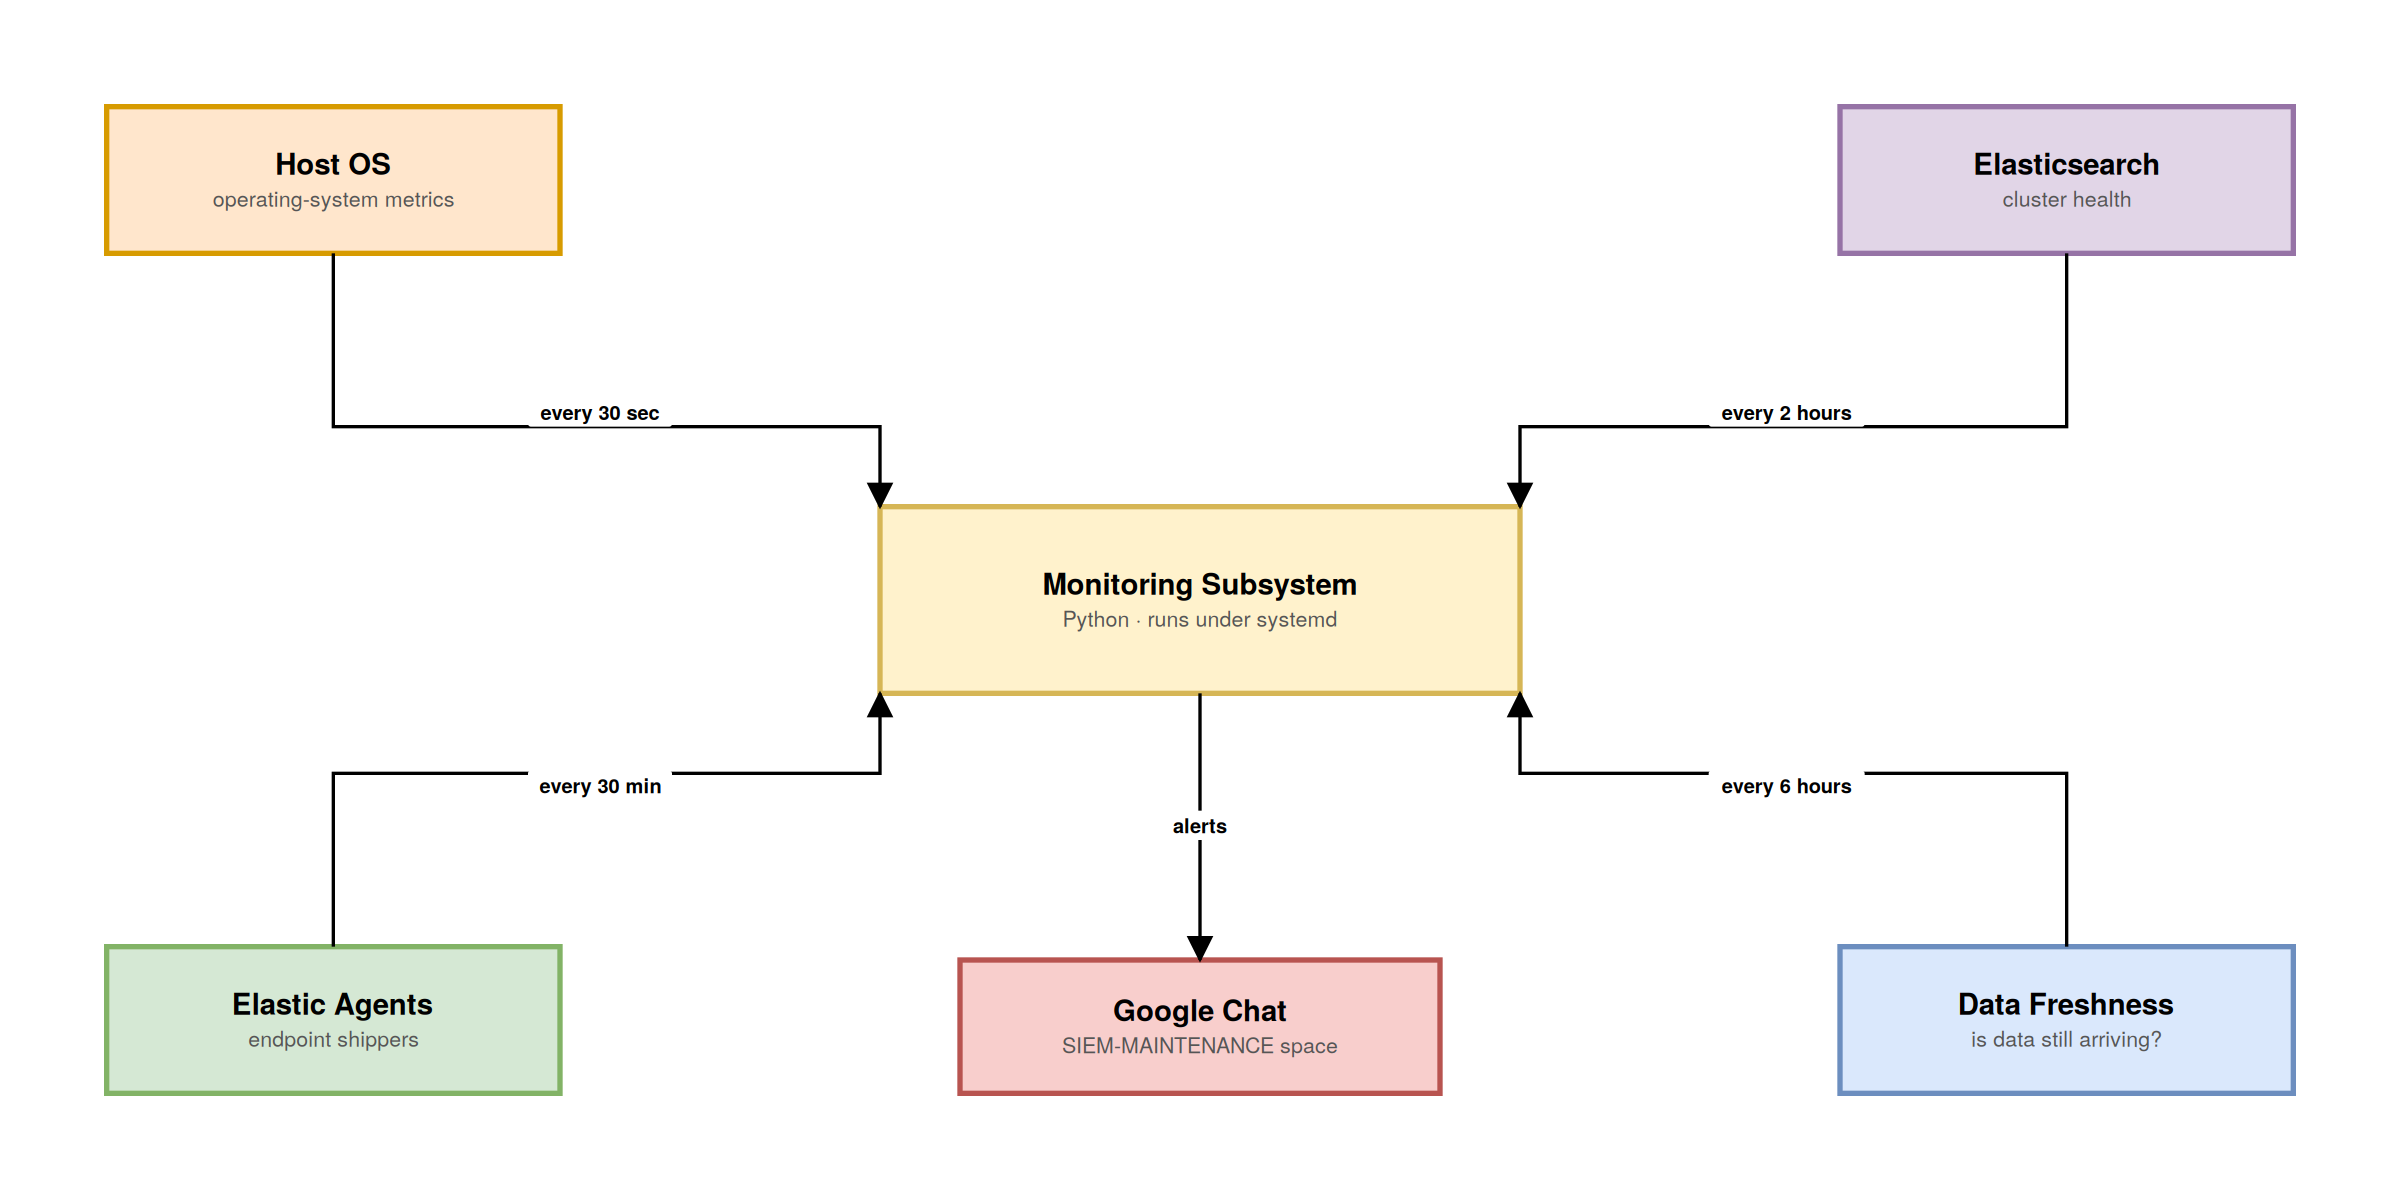 Host OS
operating-system metrics
Elasticsearch
cluster health
every 30 sec
every 2 hours
Monitoring Subsystem
Python · runs under systemd
every 30 min
every 6 hours
alerts
Elastic Agents
endpoint shippers
Google Chat
SIEM-MAINTENANCE space
Data Freshness
is data still arriving?